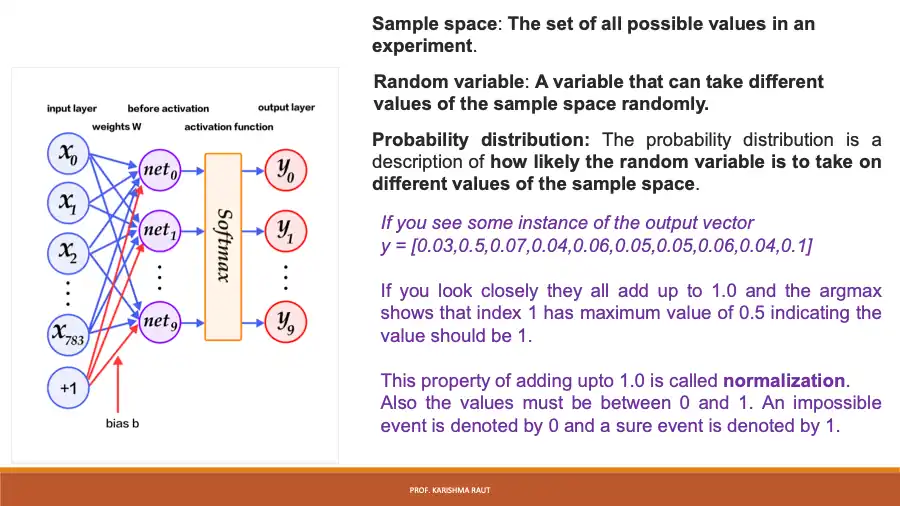 Sample space: The set of all possible values in an
experiment.
Random variable: A variable that can take different
values of the sample space randomly.
Probability distribution: The probability distribution is a
description of how likely the random variable is to take on
different values of the sample space.
If you see some instance of the output vector
y = [0.03,0.5,0.07,0.04,0.06,0.05,0.05,0.06,0.04,0.1]
If you look closely they all add up to 1.0 and the argmax
shows that index 1 has maximum value of 0.5 indicating the
value should be 1.
This property of adding upto 1.0 is called normalization.
Also the values must be between 0 and 1. An impossible
event is denoted by 0 and a sure event is denoted by 1.
input layer before activation output layer
weights W activation function
x0 net0 y0
x1 net1 y1
x2
Softmax
x783 net9 y9
+1
bias b
PROF. KARISHMA RAUT